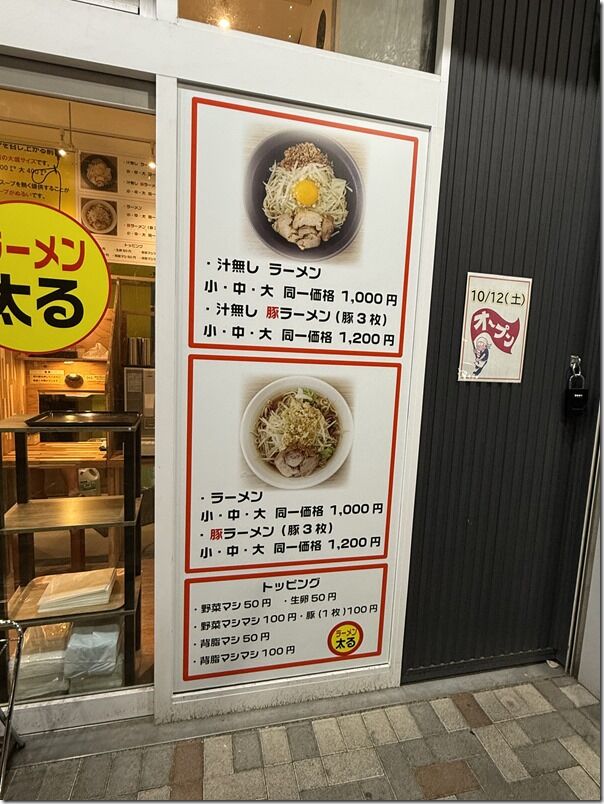 ・汁無し ラーメン
小・中・大 同一価格 1,000円
・汁無し 豚ラーメン(豚3枚)
小・中・大 同一価格 1,200円
・ラーメン
小・中・大 同一価格 1,000円
・豚ラーメン(豚3枚)
小・中・大 同一価格 1,200円
トッピング
・野菜マシ50円 ・生卵50円
・野菜マシマシ100円・豚(1枚)100円
・背脂マシ50円
・背脂マシマシ100円
ラーメン
太る
ラーメン
太る
10/12(土)
オープン